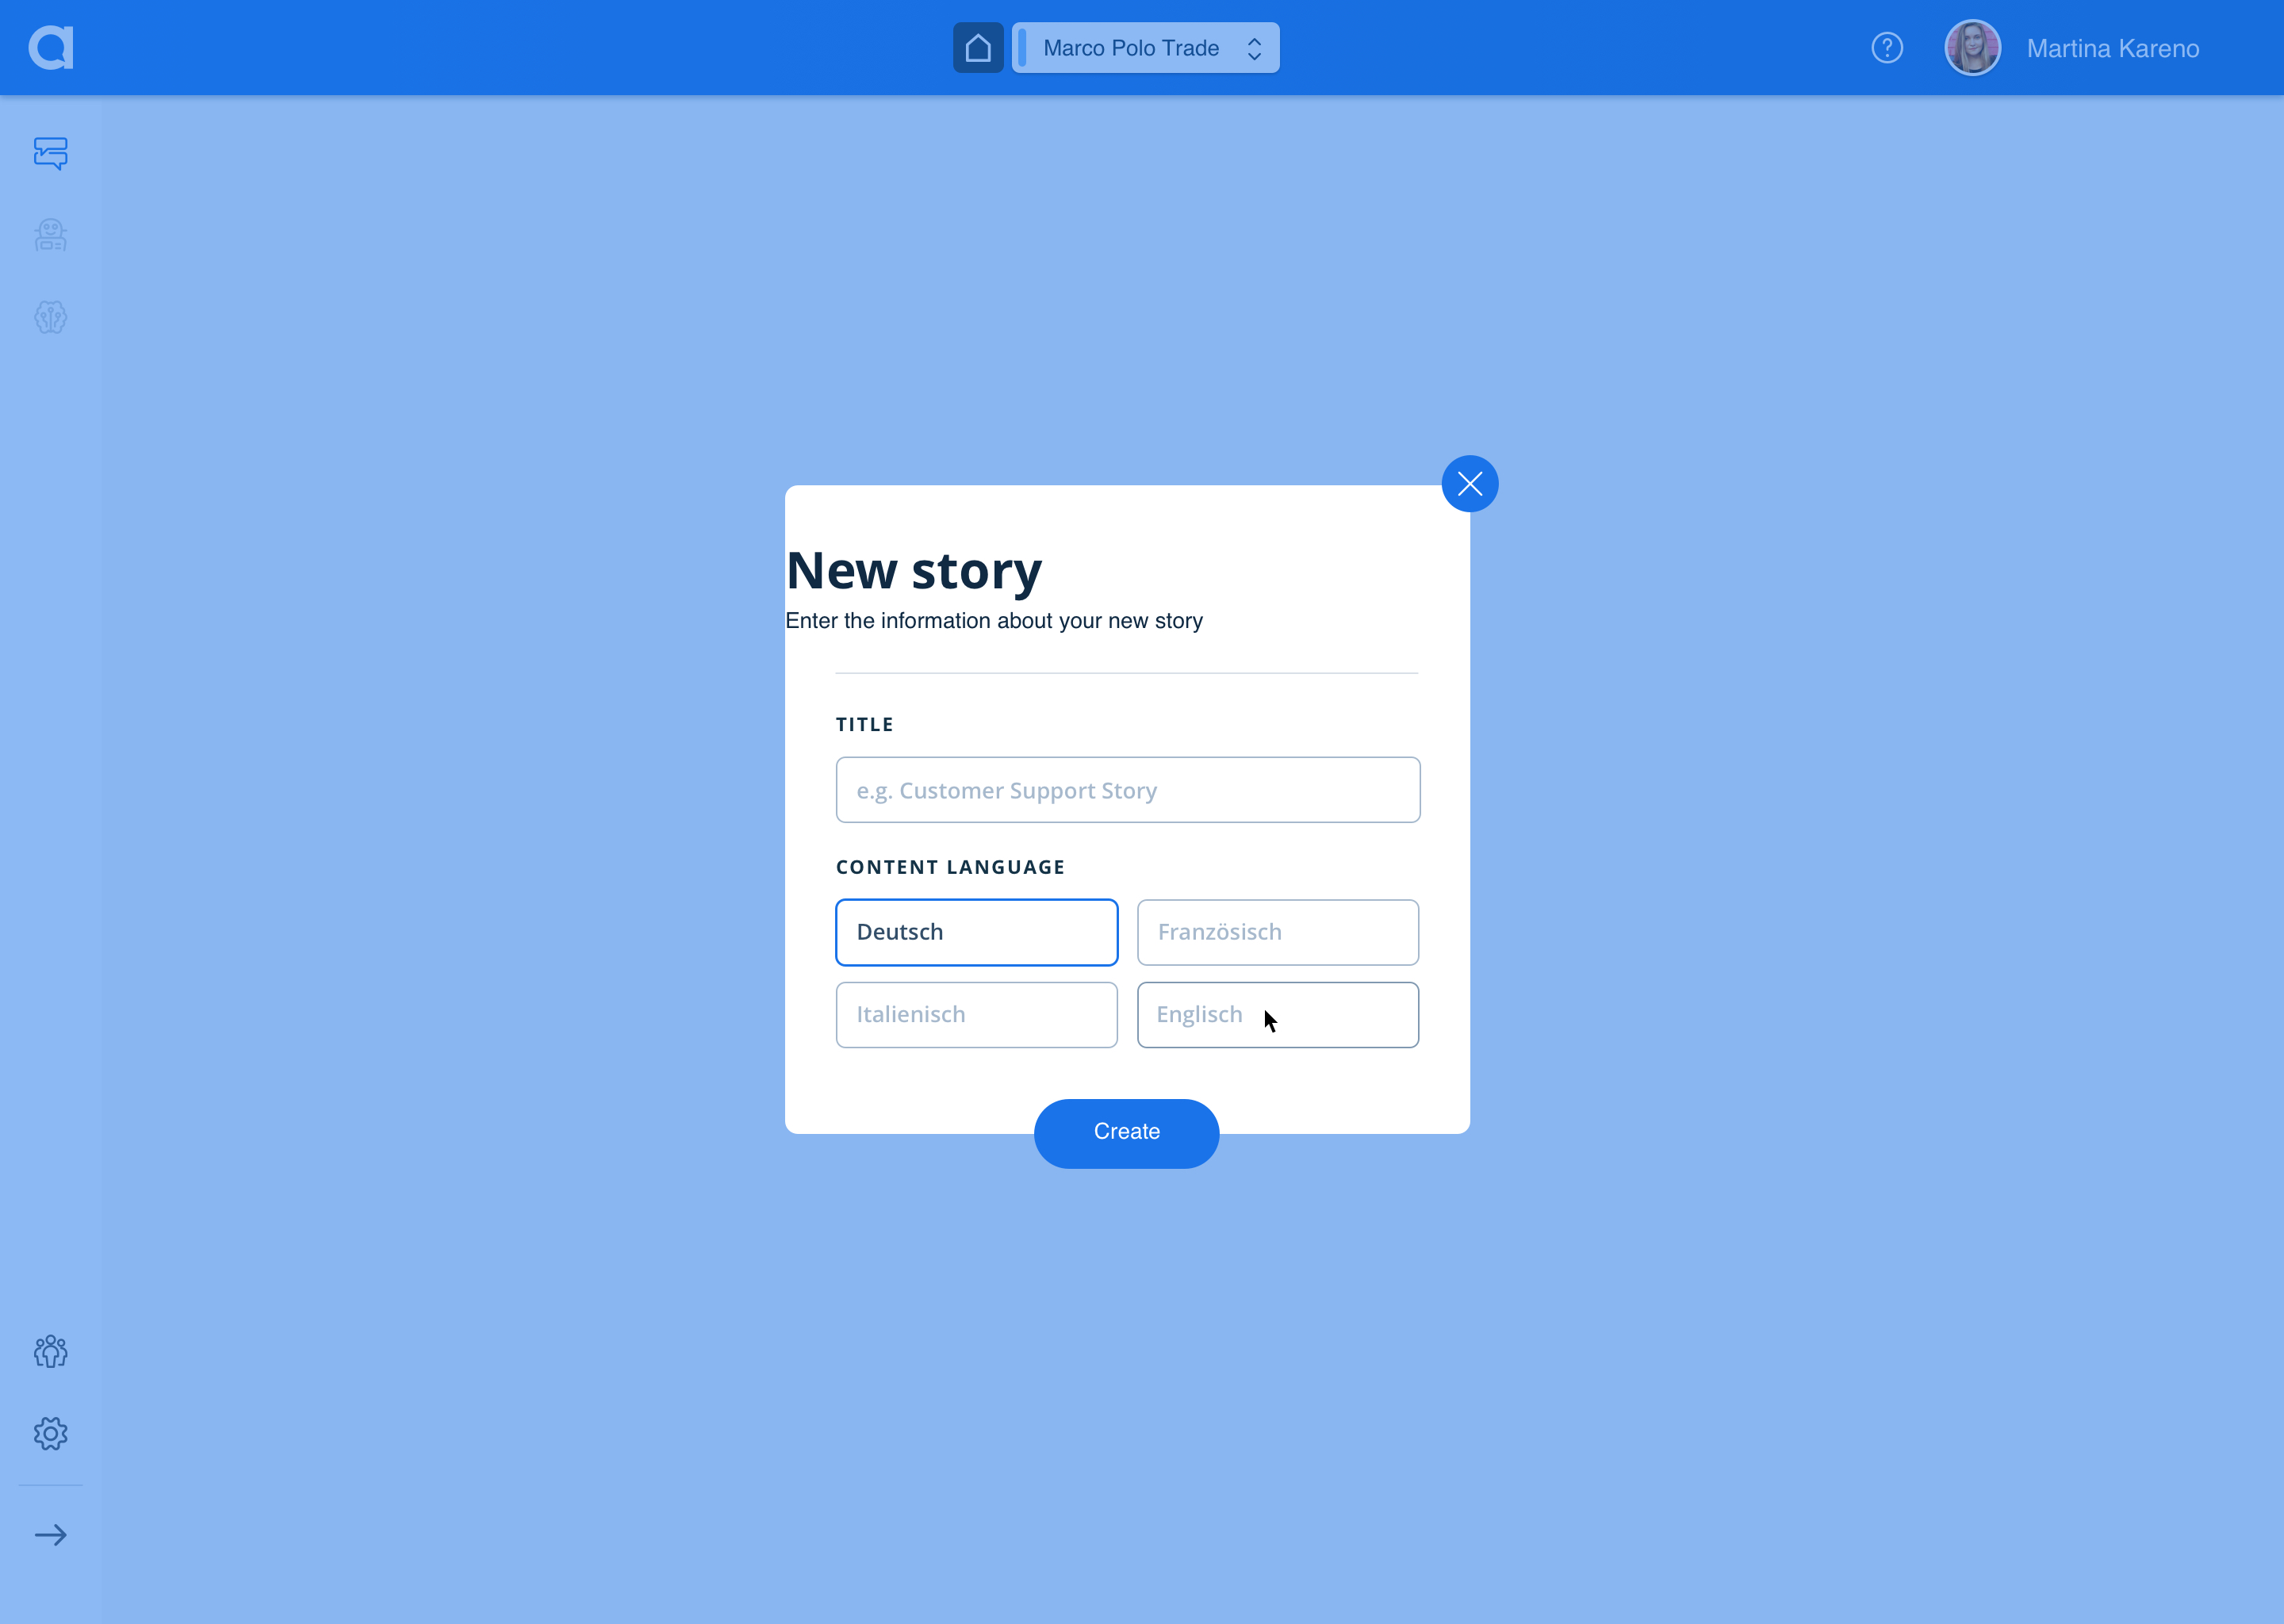 Marco Polo Trade
Martina Kareno
New story
Enter the information about your new story
TITLE
e.g. Customer Support Story
CONTENT LANGUAGE
Deutsch
Französisch
Italienisch
Englisch
Create